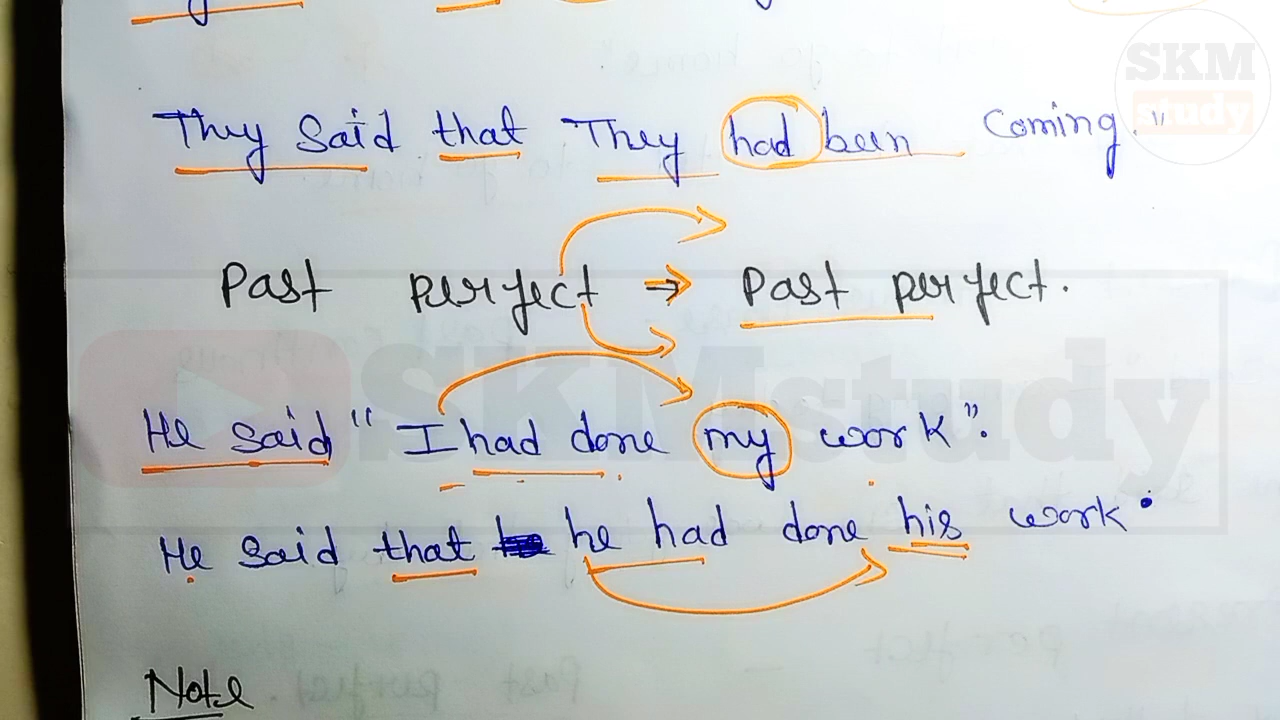 SKM
study
They Said that They had been Coming."
Past perfect → Past perfect.
SKMstudy
He said "I had done my work".
He Said that he had done his work.
Note